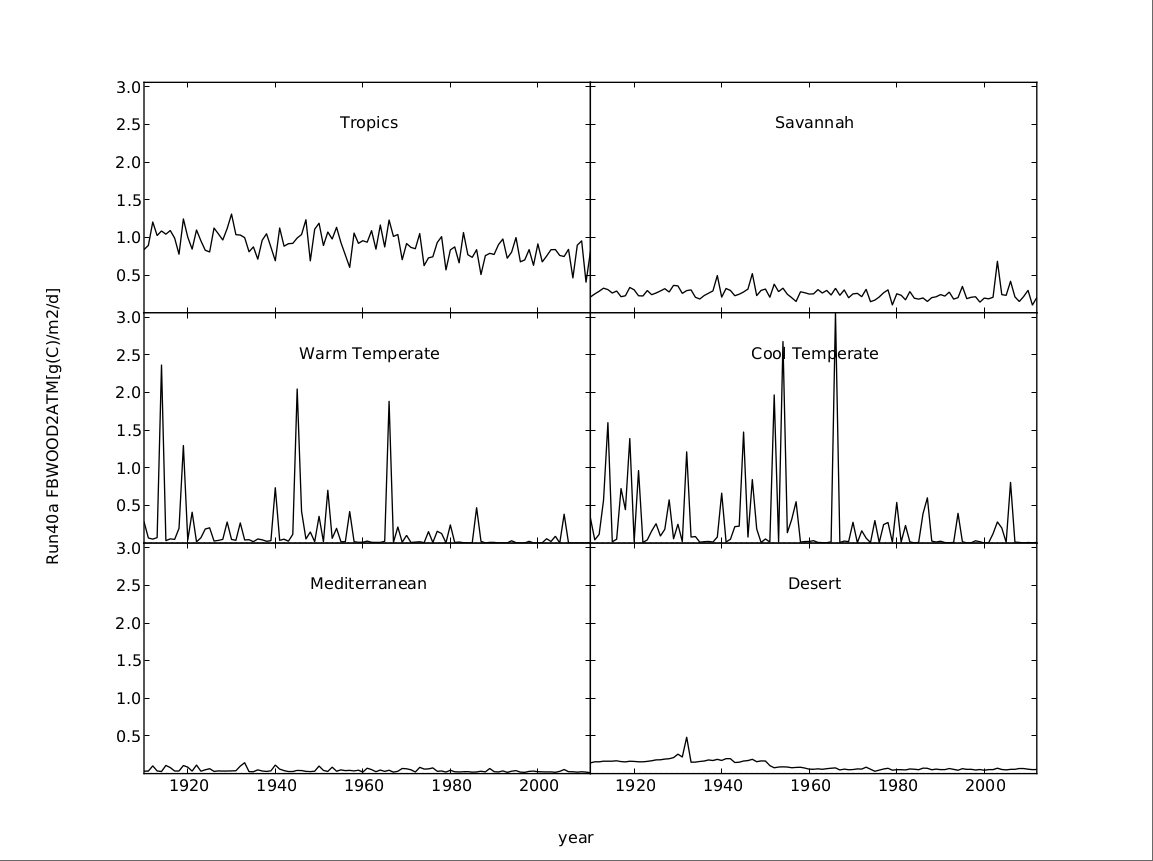 3.0
2.5
2.0
1.5
1.0
0.5
Tropics
Savannah
3.0
2.5
2.0
1.5
1.0
0.5
Warm Temperate
Cool Temperate
3.0
2.5
2.0
1.5
1.0
0.5
Mediterranean
Desert
1920 1940 1960 1980 2000
1920 1940 1960 1980 2000
year
Run40a FBWOOD2ATM[g(C)/m2/d]